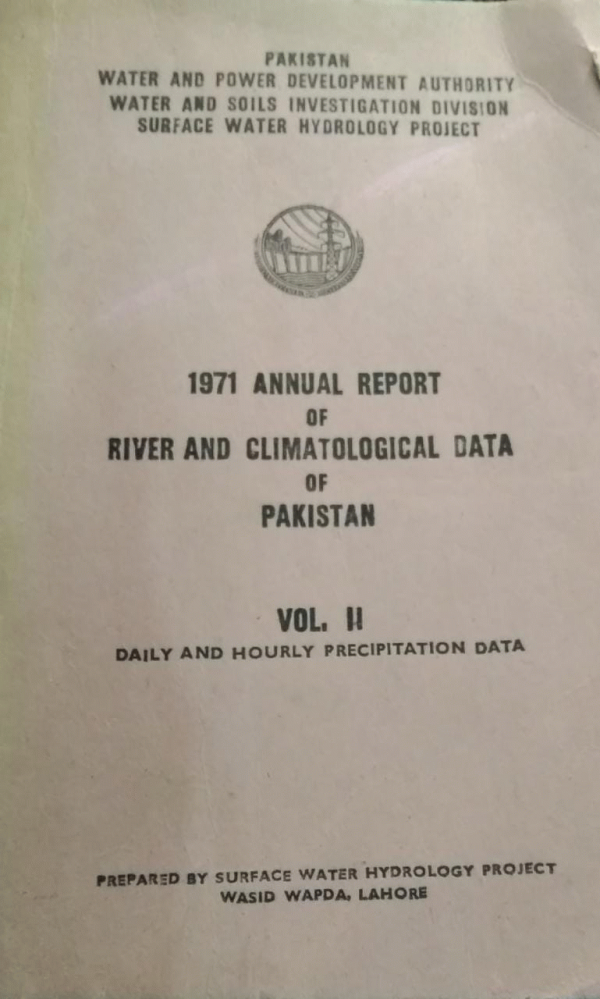 PAKISTAN
WATER AND POWER DEVELOPMENT AUTHORITY
WATER AND SOILS INVESTIGATION DIVISION
SURFACE WATER HYDROLOGY PROJECT
1971 ANNUAL REPORT
OF
RIVER AND CLIMATOLOGICAL DATA
OF
PAKISTAN
VOL. II
DAILY AND HOURLY PRECIPITATION DATA
PREPARED BY SURFACE WATER HYDROLOGY PROJECT
WASID WAPDA, LAHORE